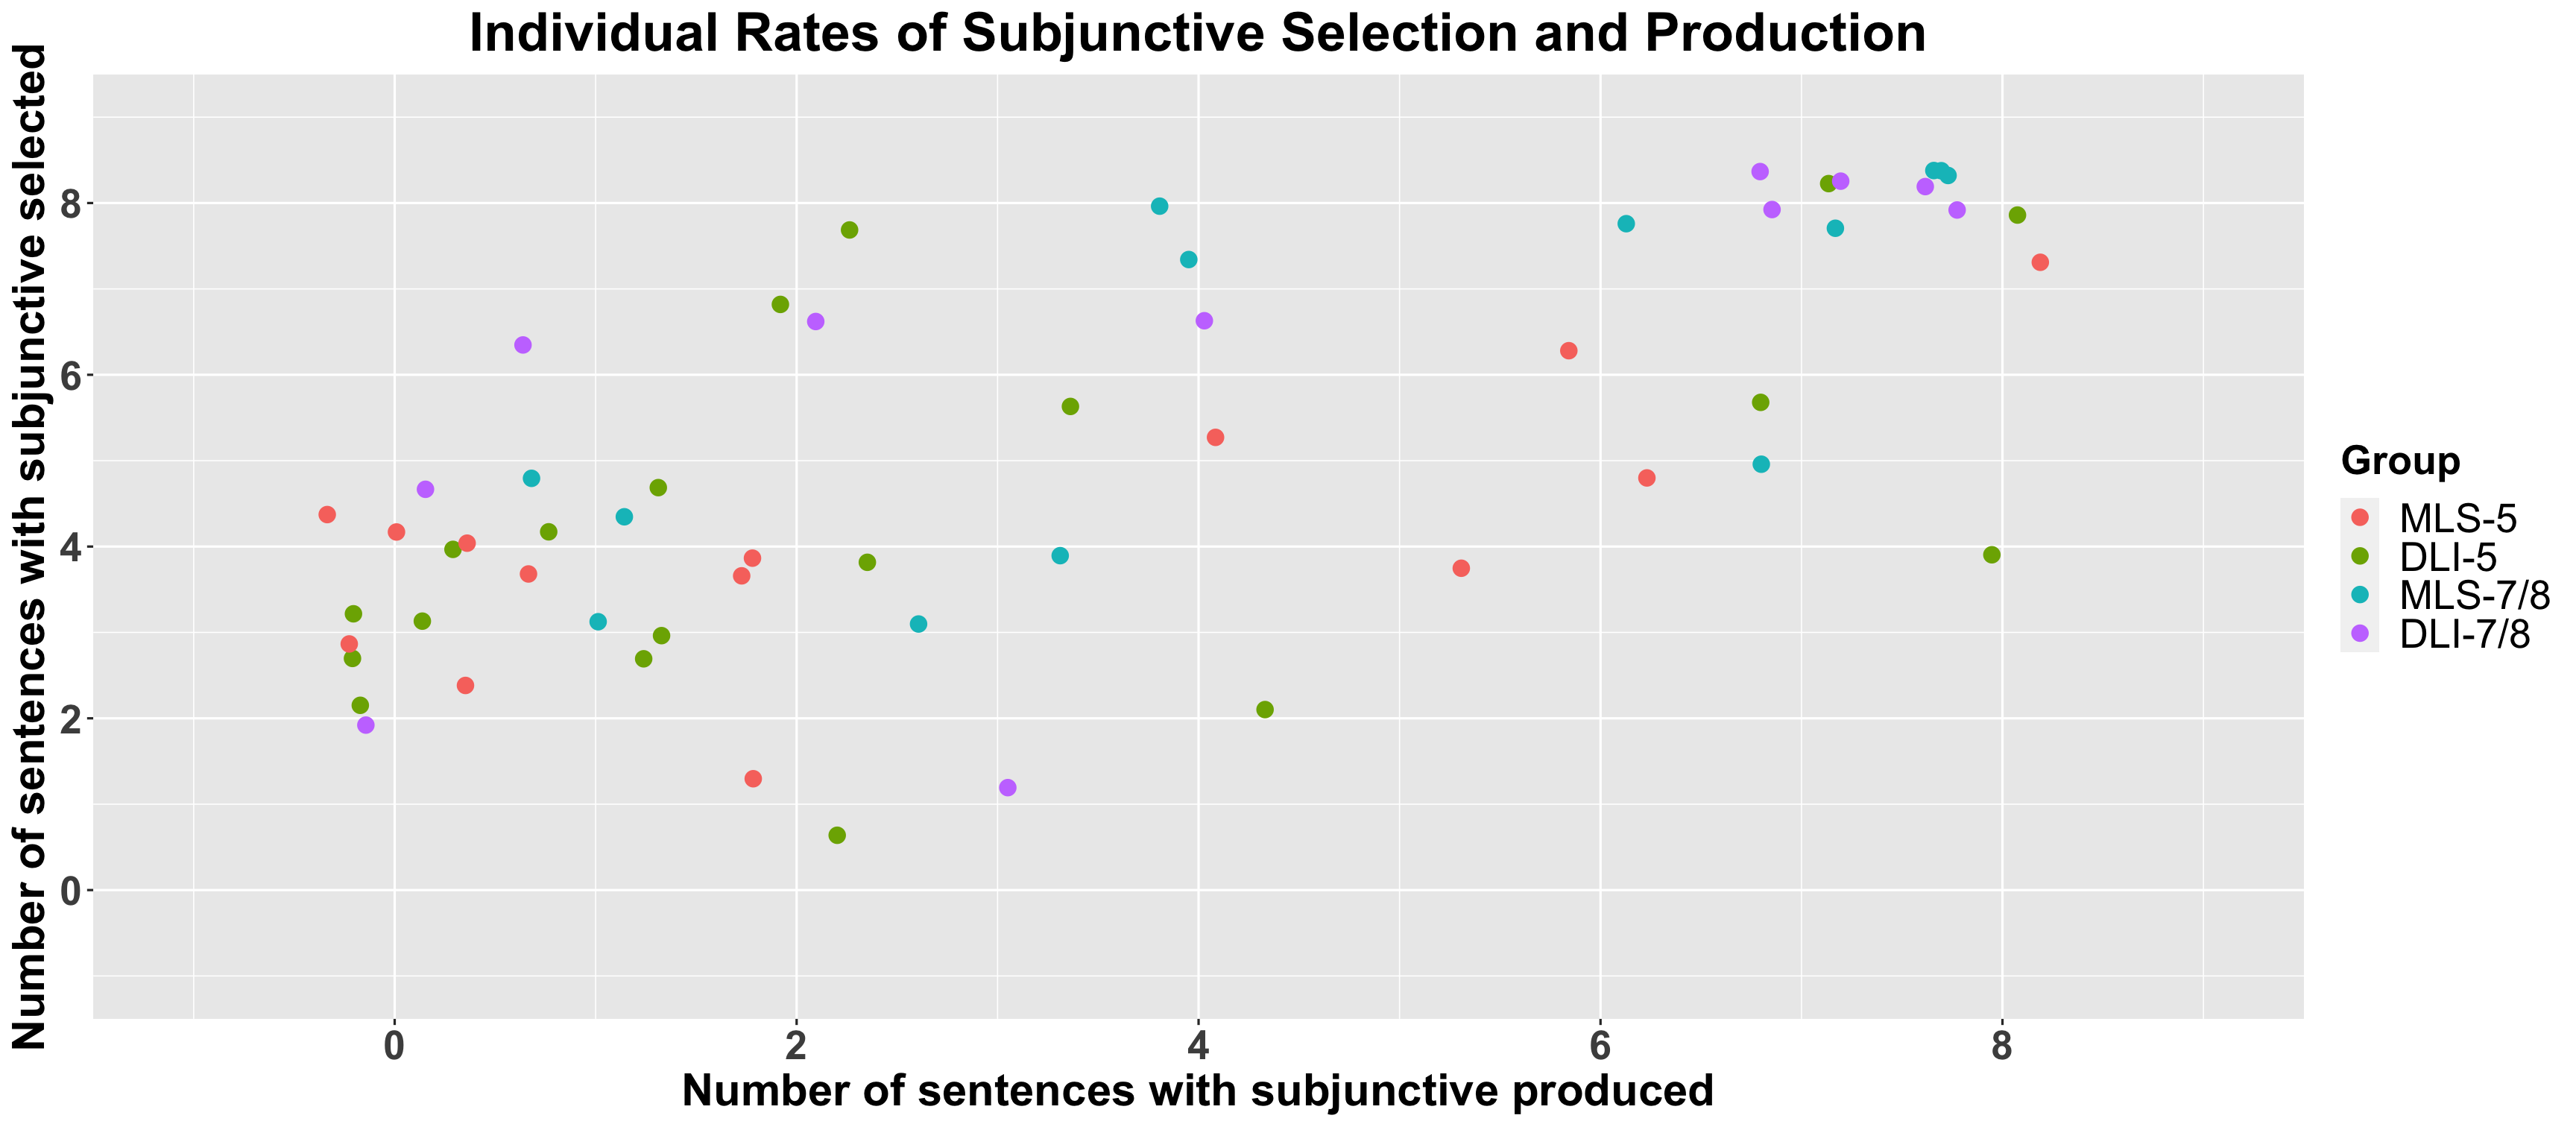 Individual Rates of Subjunctive Selection and Production
Number of sentences with subjunctive selected
8
6
4
2
0
0 2 4 6 8
Number of sentences with subjunctive produced
Group
MLS-5
DLI-5
MLS-7/8
DLI-7/8